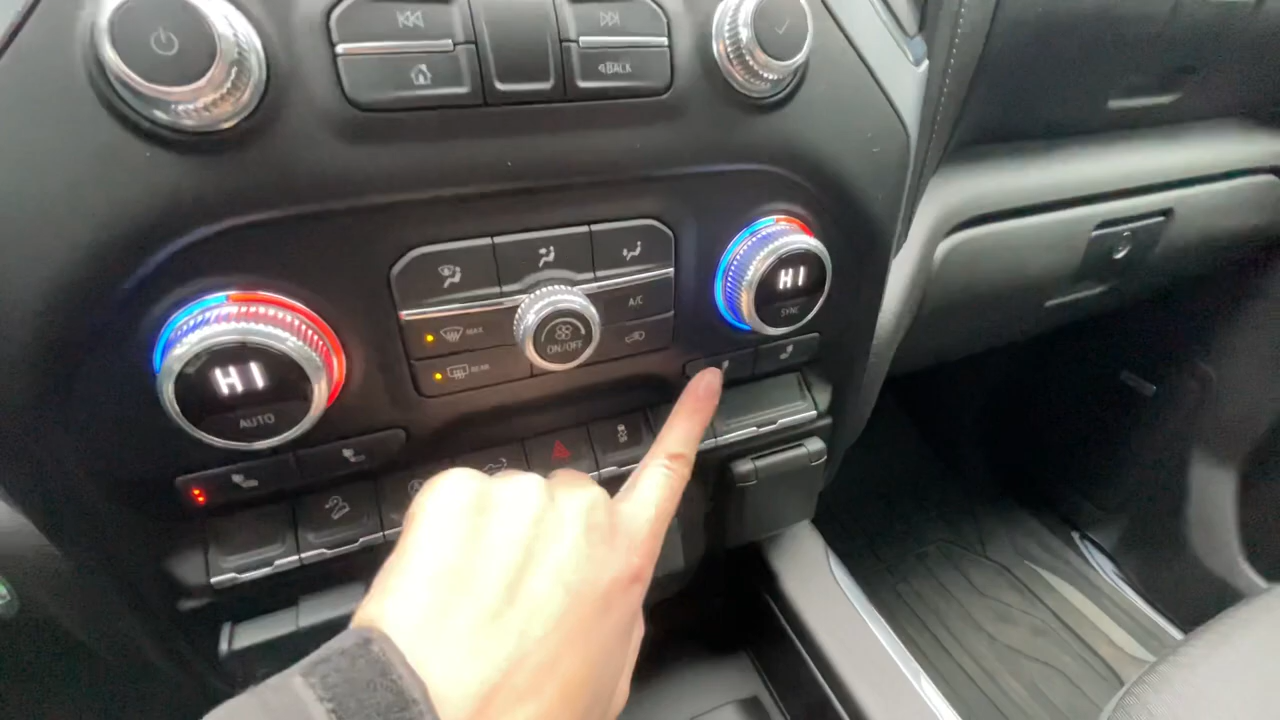 BACK
HI
SYNC
A/C
MAX
ON/OFF
REAR
HI
AUTO